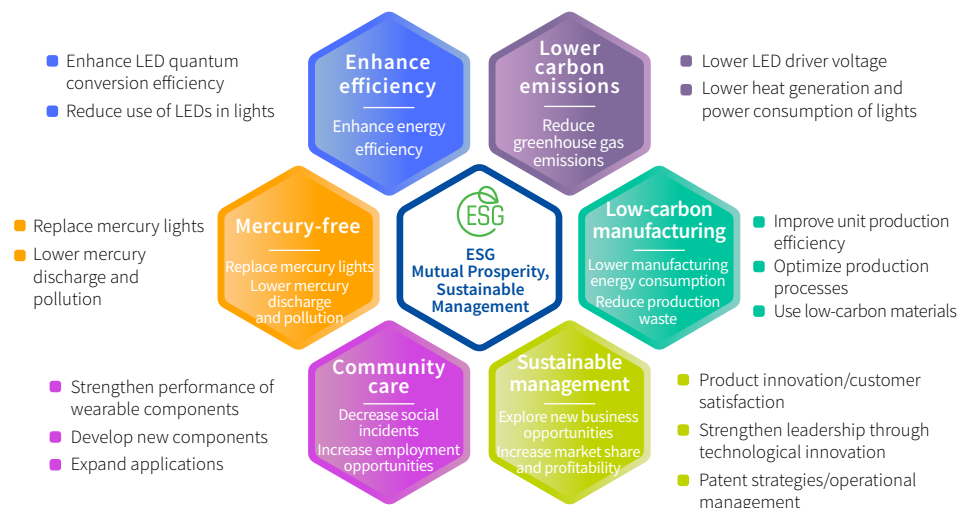 Enhance LED quantum
conversion efficiency
Reduce use of LEDs in lights
Enhance
efficiency
Enhance energy
efficiency
Lower
carbon
emissions
Reduce
greenhouse gas
emissions
Lower LED driver voltage
Lower heat generation and
power consumption of lights
Replace mercury lights
Lower mercury
discharge and
pollution
Mercury-free
Replace mercury lights
Lower mercury
discharge
and pollution
ESG
ESG
Mutual Prosperity,
Sustainable
Management
Low-carbon
manufacturing
Lower manufacturing
energy consumption
Reduce production
waste
Improve unit production
efficiency
Optimize production
processes
Use low-carbon materials
Strengthen performance of
wearable components
Develop new components
Expand applications
Community
care
Decrease social
incidents
Increase employment
opportunities
Sustainable
management
Explore new business
opportunities
Increase market share
and profitability
Product innovation/customer
satisfaction
Strengthen leadership through
technological innovation
Patent strategies/operational
management